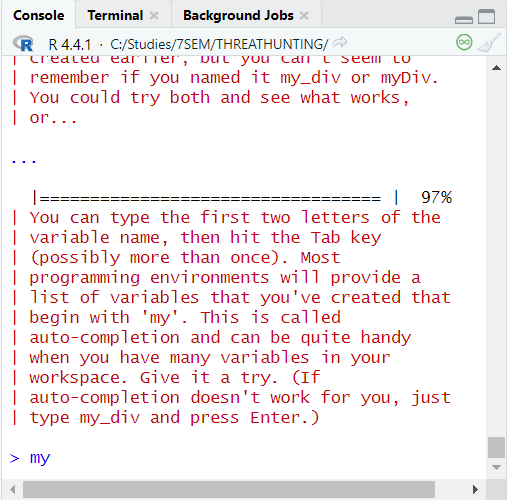 Console Terminal Background Jobs
R 4.4.1 · C:/Studies/7SEM/THREATHUNTING/
| created earlier, but you can't seem to
| remember if you named it my_div or myDiv.
| You could try both and see what works,
| or...
...
|=================================== | 97%
| You can type the first two letters of the
| variable name, then hit the Tab key
| (possibly more than once). Most
| programming environments will provide a
| list of variables that you've created that
| begin with 'my'. This is called
| auto-completion and can be quite handy
| when you have many variables in your
| workspace. Give it a try. (If
| auto-completion doesn't work for you, just
| type my_div and press Enter.)
> my